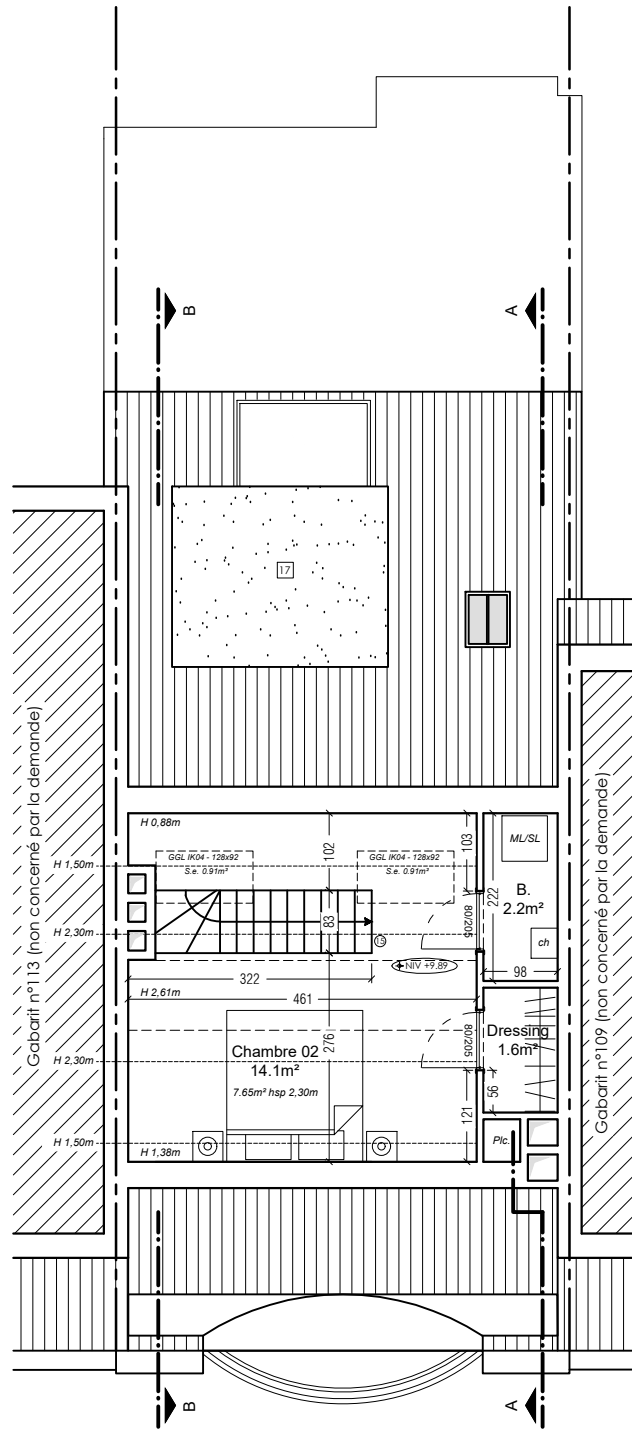 B
A
17
Gabarit n°113 (non concerné par la demande)
Gabarit n°109 (non concerné par la demande)
H 0,88m
102
103
ML/SL
GGL IK04 - 128x92
S.e. 0.91m²
GGL IK04 - 128x92
S.e. 0.91m²
H 1,50m
B.
2.2m²
222
83
80/205
H 2,30m
15
ch
NIV +9.89
322
98
H 2,61m
461
Dressing
1.6m²
276
80/205
Chambre 02
14.1m²
H 2,30m
7.65m² hsp 2,30m
56
121
H 1,50m
H 1,38m
Plc.
B
A